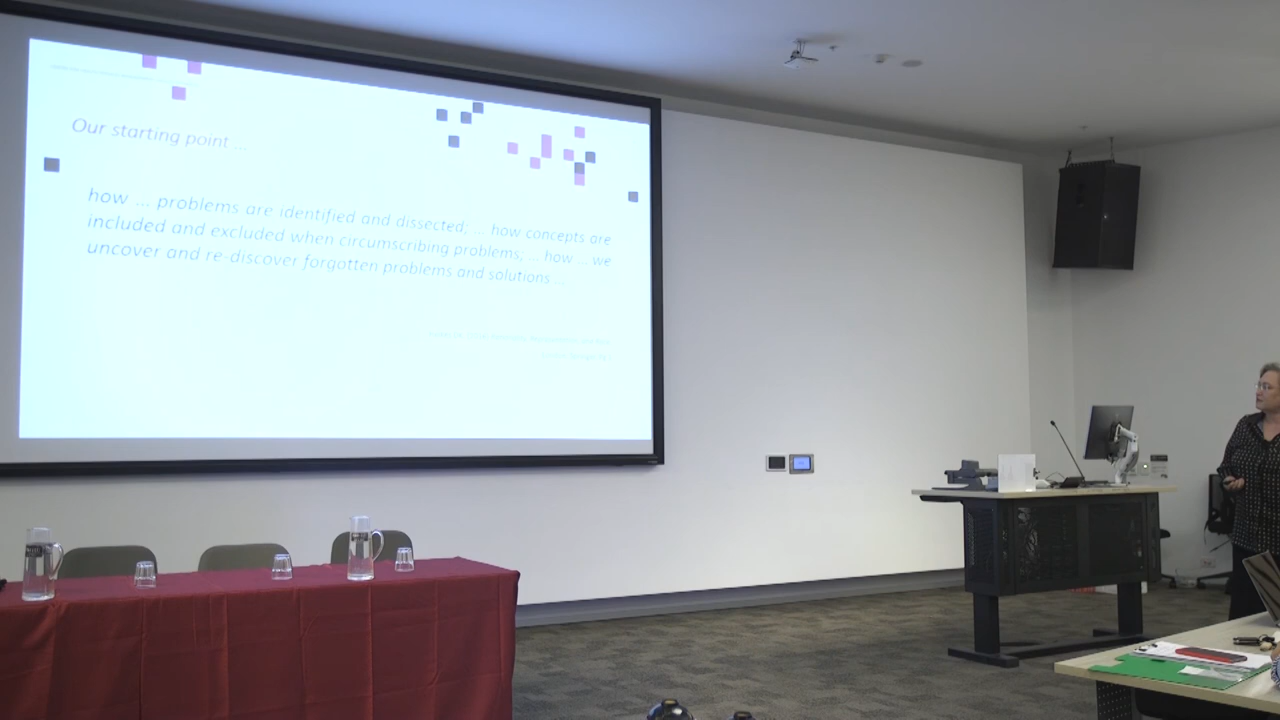 Our starting point ...
how ... problems are identified and dissected; ... how concepts are
included and excluded when circumscribing problems; ... how ... we
uncover and re-discover forgotten problems and solutions ...